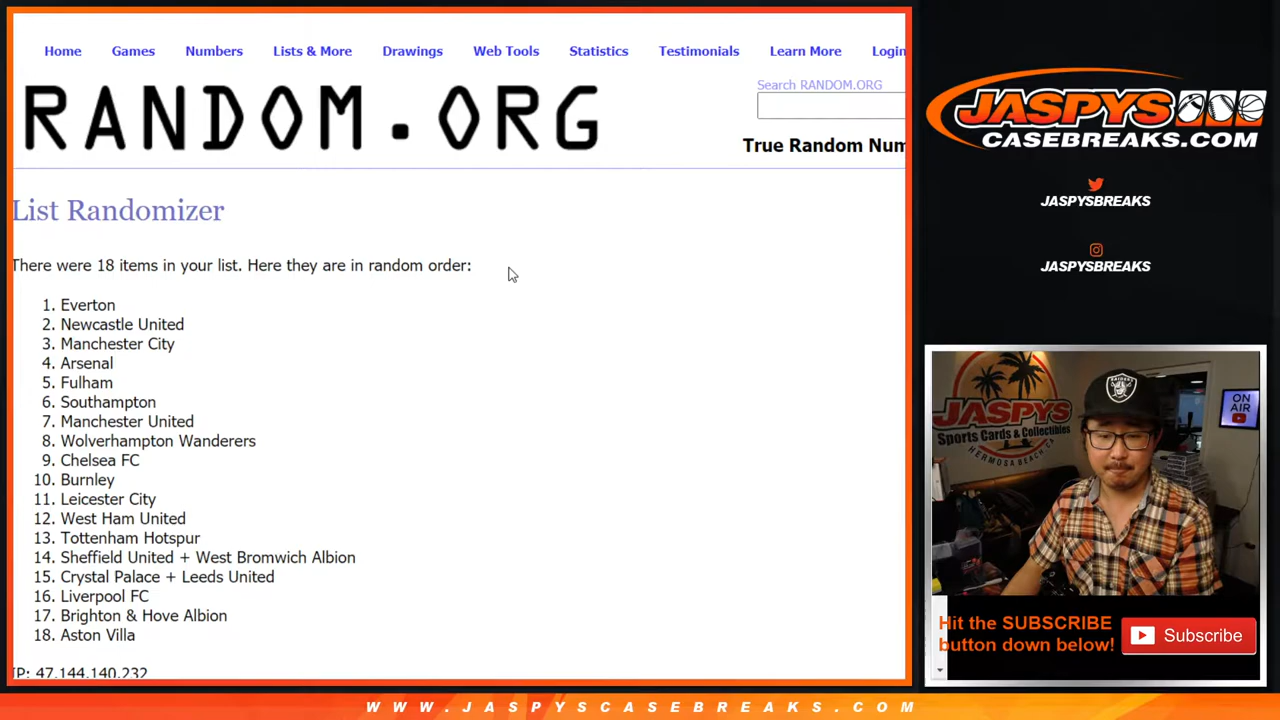 Home Games Numbers Lists & More Drawings Web Tools Statistics Testimonials Learn More Login
RANDOM.ORG
Search RANDOM.ORG
True Random Num
List Randomizer
There were 18 items in your list. Here they are in random order:
1. Everton
2. Newcastle United
3. Manchester City
4. Arsenal
5. Fulham
6. Southampton
7. Manchester United
8. Wolverhampton Wanderers
9. Chelsea FC
10. Burnley
11. Leicester City
12. West Ham United
13. Tottenham Hotspur
14. Sheffield United + West Bromwich Albion
15. Crystal Palace + Leeds United
16. Liverpool FC
17. Brighton & Hove Albion
18. Aston Villa
IP: 47.144.140.232
JASPYS
CASEBREAKS.COM
JASPYSBREAKS
JASPYSBREAKS
JASPYS
Sports Cards & Collectibles
HERMOSA BEACH, CA
RAIDERS
ON
AIR
Hit the SUBSCRIBE
button down below!
Subscribe
WWW.JASPYSCASEBREAKS.COM